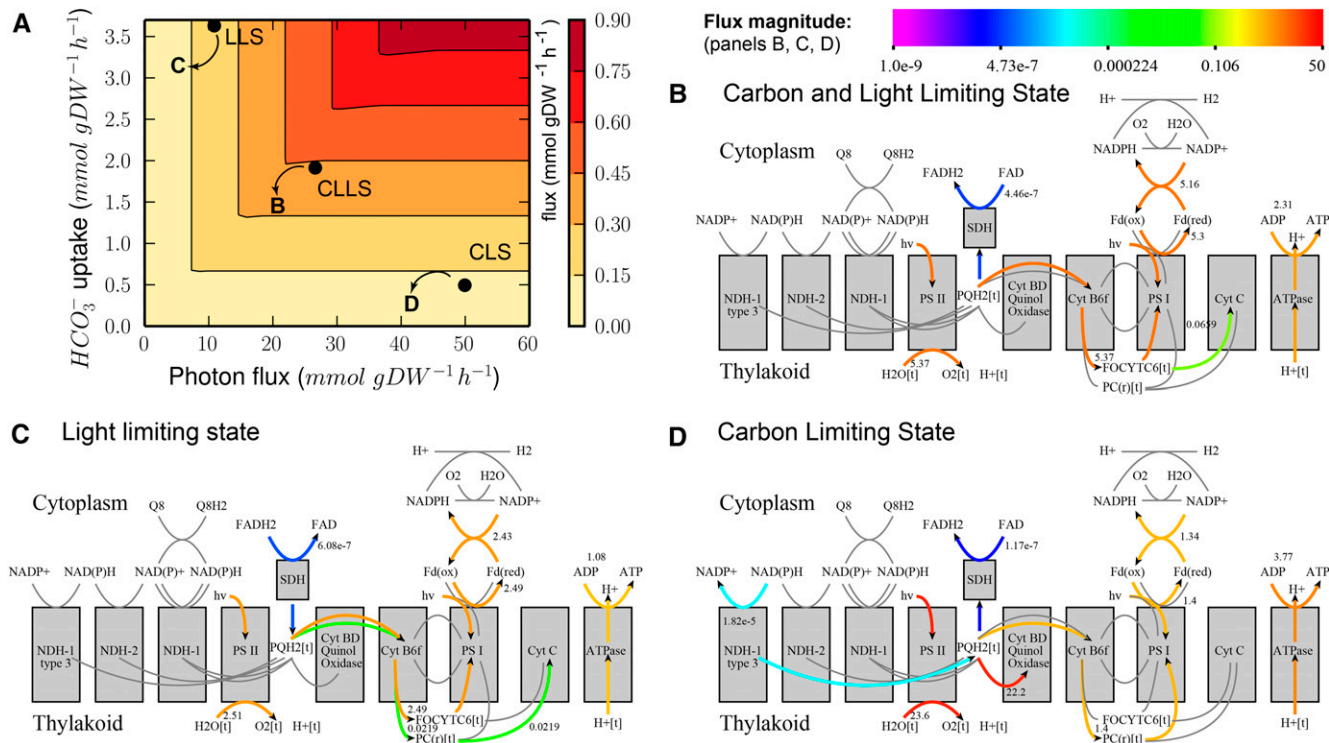 A
HCO3− uptake (mmol gDW−1h−1)
3.5
3.0
2.5
2.0
1.5
1.0
0.5
0.0
0 10 20 30 40 50 60
Photon flux (mmol gDW−1h−1)
LLS
C
CLLS
B
CLS
D
0.90
0.75
0.60
0.45
0.30
0.15
0.00
flux (mmol gDW−1h-1)
Flux magnitude:
(panels B, C, D)
1.0e-9 4.73e-7 0.000224 0.106 50
B Carbon and Light Limiting State
H+ H2
O2 H2O
NADPH NADP+
Cytoplasm
Q8 Q8H2
FADH2 FAD
4.46e-7
5.16
NADP+ NAD(P)H NAD(P)+ NAD(P)H
SDH
Fd(ox) Fd(red)
5.3
2.31
ADP ATP
H+
hv
hv
NDH-1
type 3
NDH-2
NDH-1
PS II
PQH2[t]
Cyt BD
Quinol
Oxidase
Cyt B6f
PS I
Cyt C
ATPase
0.0659
5.37
5.37
Thylakoid
H2O[t] O2[t] H+[t]
FOCYTC6[t]
PC(r)[t]
H+[t]
C Light limiting state
H+ H2
O2 H2O
NADPH NADP+
Cytoplasm
Q8 Q8H2
FADH2 FAD
6.08e-7
2.43
NADP+ NAD(P)H NAD(P)+ NAD(P)H
SDH
Fd(ox) Fd(red)
2.49
1.08
ADP ATP
H+
hv
hv
NDH-1
type 3
NDH-2
NDH-1
PS II
PQH2[t]
Cyt BD
Quinol
Oxidase
Cyt B6f
PS I
Cyt C
ATPase
2.51
2.49
0.0219
0.0219
Thylakoid
H2O[t] O2[t] H+[t]
FOCYTC6[t]
PC(r)[t]
H+[t]
D Carbon Limiting State
H+ H2
O2 H2O
NADPH NADP+
Cytoplasm
Q8 Q8H2
FADH2 FAD
1.17e-7
1.34
NADP+ NAD(P)H NAD(P)+ NAD(P)H
SDH
Fd(ox) Fd(red)
1.4
3.77
ADP ATP
H+
1.82e-5
hv
hv
NDH-1
type 3
NDH-2
NDH-1
PS II
PQH2[t]
Cyt BD
Quinol
Oxidase
Cyt B6f
PS I
Cyt C
ATPase
22.2
23.6
1.4
Thylakoid
H2O[t] O2[t] H+[t]
FOCYTC6[t]
PC(r)[t]
H+[t]